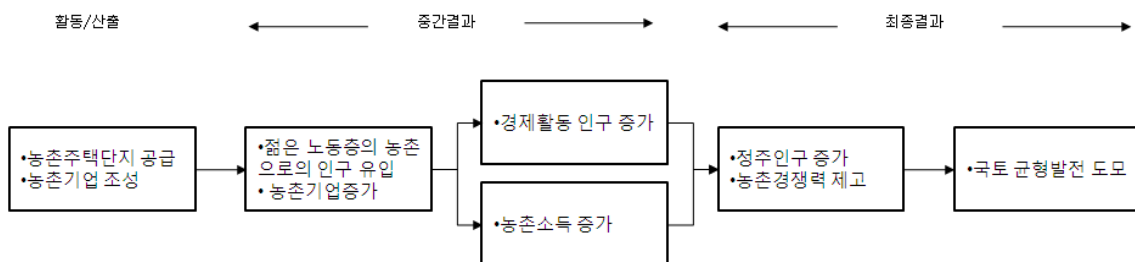 활동/산출
중간결과
최종결과
•농촌주택단지 공급
•농촌기업 조성
•젊은 노동층의 농촌
으로의 인구 유입
• 농촌기업증가
•경제활동 인구 증가
•농촌소득 증가
•정주인구 증가
•농촌경쟁력 제고
•국토 균형발전 도모